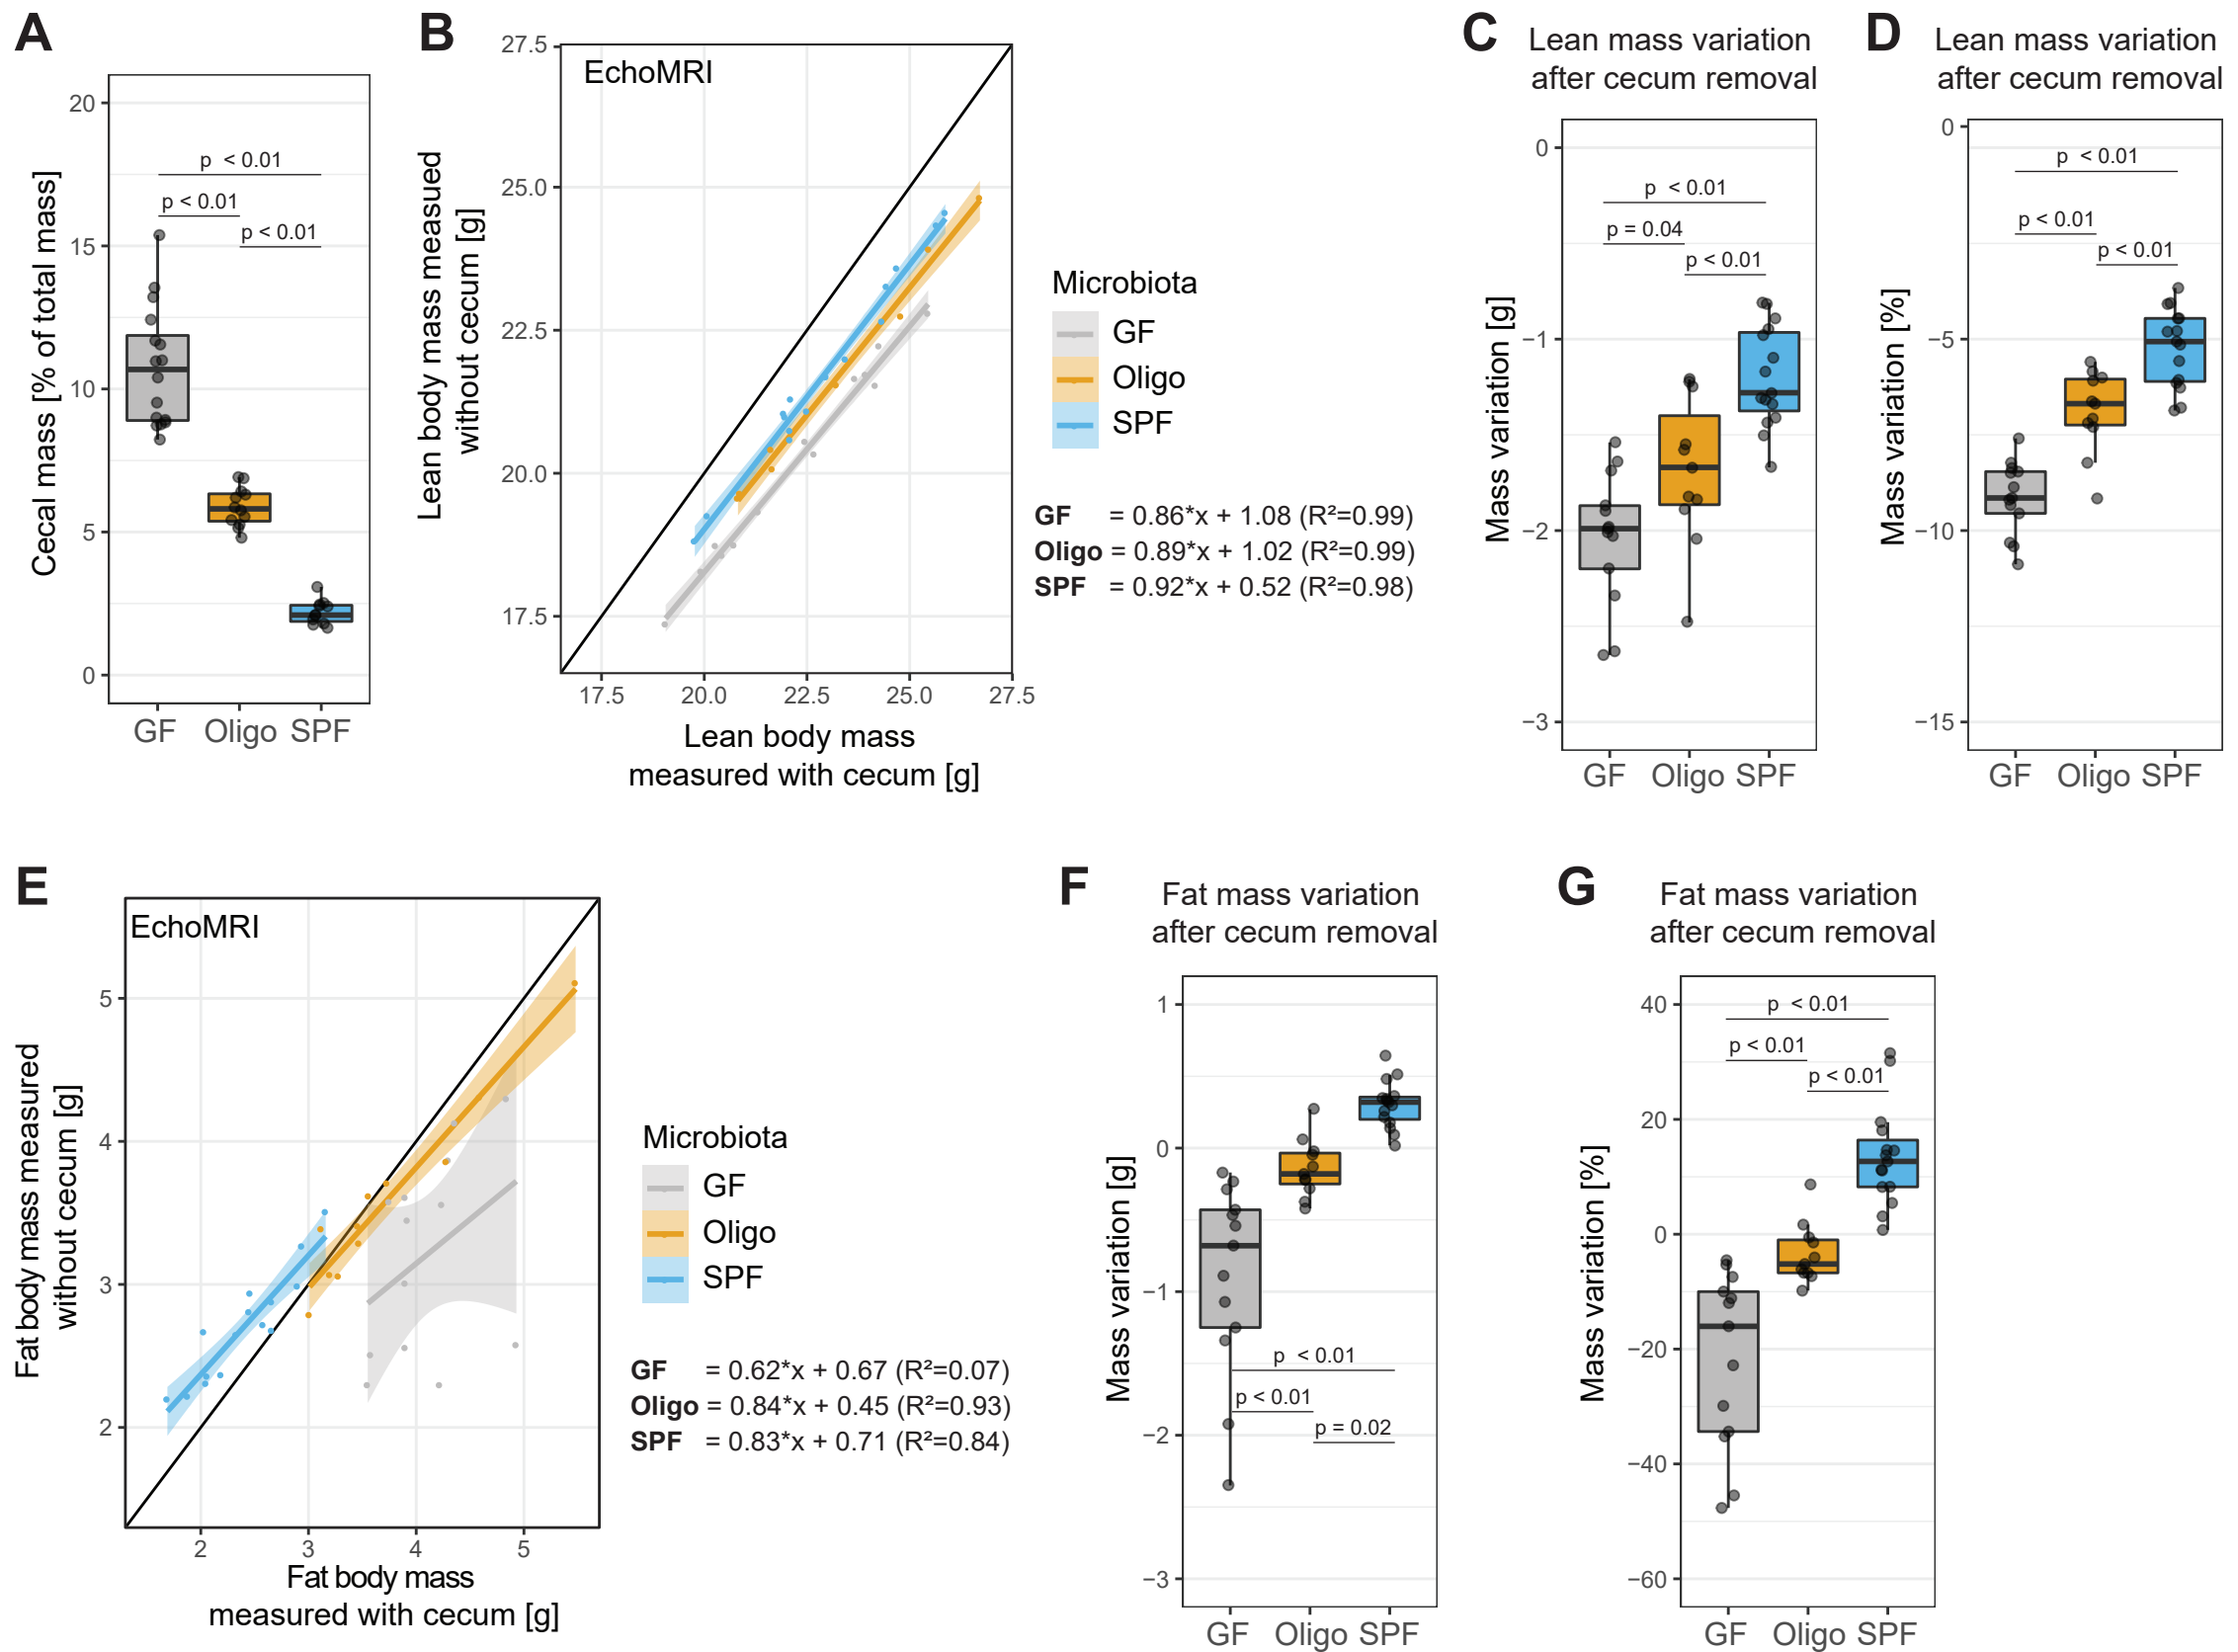 A
Cecal mass [% of total mass]
20
15
10
5
0
p < 0.01
p < 0.01
p < 0.01
GF Oligo SPF
B
EchoMRI
Lean body mass measued
without cecum [g]
27.5
25.0
22.5
20.0
17.5
17.5 20.0 22.5 25.0 27.5
Lean body mass
measured with cecum [g]
Microbiota
GF
Oligo
SPF
GF = 0.86*x + 1.08 (R²=0.99)
Oligo = 0.89*x + 1.02 (R²=0.99)
SPF = 0.92*x + 0.52 (R²=0.98)
C
Lean mass variation
after cecum removal
Mass variation [g]
0
−1
−2
−3
p < 0.01
p = 0.04
p < 0.01
GF Oligo SPF
D
Lean mass variation
after cecum removal
Mass variation [%]
0
−5
−10
−15
p < 0.01
p < 0.01
p < 0.01
GF Oligo SPF
E
EchoMRI
Fat body mass measured
without cecum [g]
5
4
3
2
2 3 4 5
Fat body mass
measured with cecum [g]
Microbiota
GF
Oligo
SPF
GF = 0.62*x + 0.67 (R²=0.07)
Oligo = 0.84*x + 0.45 (R²=0.93)
SPF = 0.83*x + 0.71 (R²=0.84)
F
Fat mass variation
after cecum removal
Mass variation [g]
1
0
−1
−2
−3
p < 0.01
p < 0.01
p = 0.02
GF Oligo SPF
G
Fat mass variation
after cecum removal
Mass variation [%]
40
20
0
−20
−40
−60
p < 0.01
p < 0.01
p < 0.01
GF Oligo SPF